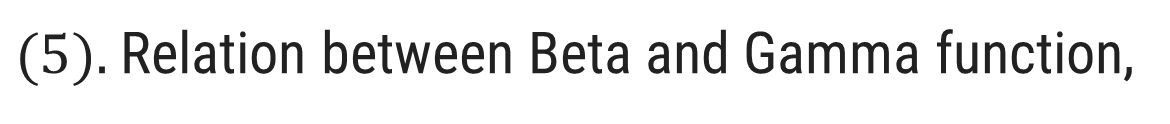 (5). Relation between Beta and Gamma function,